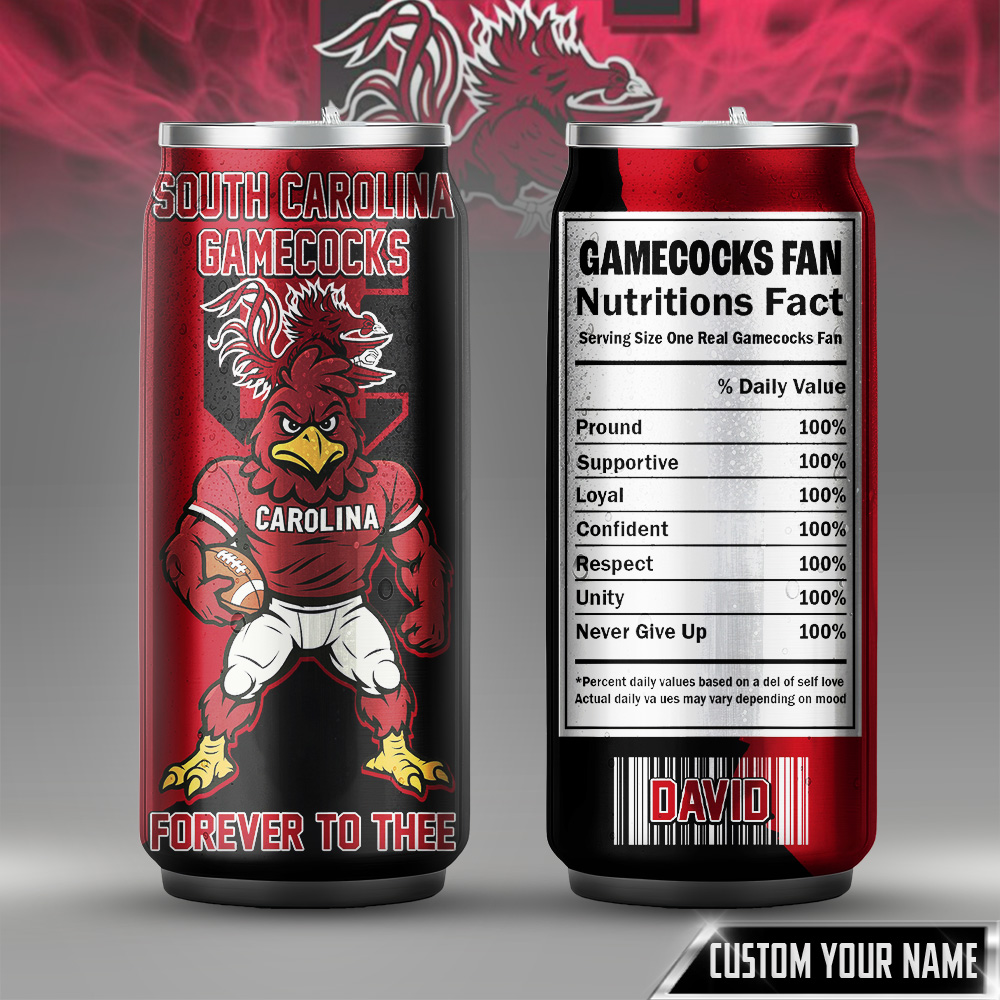 SOUTH CAROLINA
GAMECOCKS
CAROLINA
FOREVER TO THEE
GAMECOCKS FAN
Nutritions Fact
Serving Size One Real Gamecocks Fan
% Daily Value
Pround 100%
Supportive 100%
Loyal 100%
Confident 100%
Respect 100%
Unity 100%
Never Give Up 100%
*Percent daily values based on a del of self love
Actual daily va ues may vary depending on mood
DAVID
CUSTOM YOUR NAME